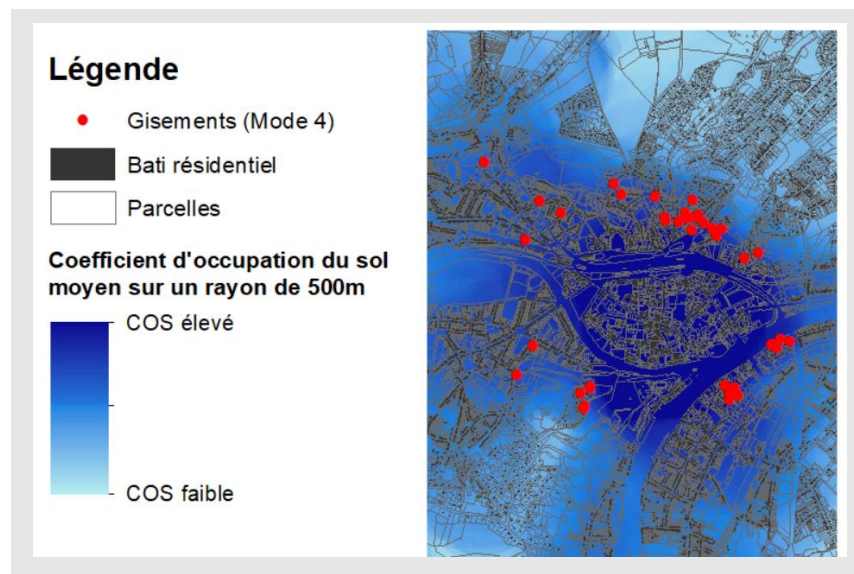 Légende
Gisements (Mode 4)
Bati résidentiel
Parcelles
Coefficient d'occupation du sol
moyen sur un rayon de 500m
COS élevé
COS faible